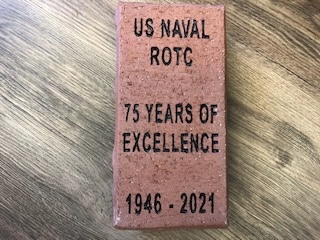 US NAVAL
ROTC
75 YEARS OF
EXCELLENCE
1946 - 2021